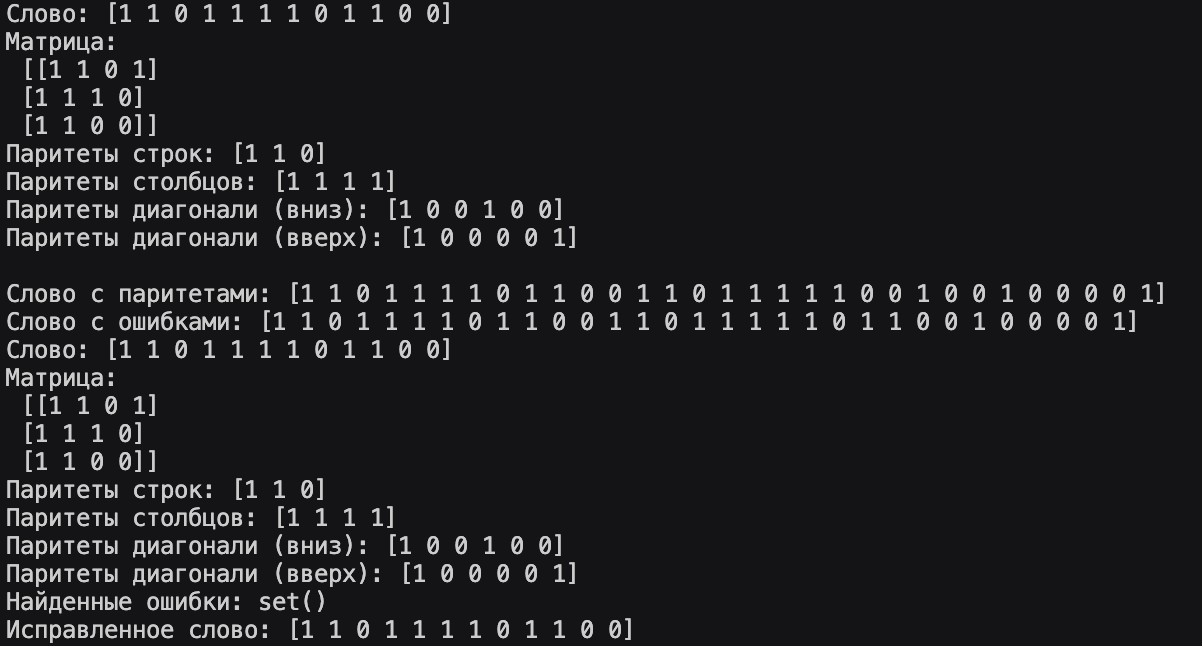 Слово: [1 1 0 1 1 1 1 0 1 1 0 0]
Матрица:
[[1 1 0 1]
[1 1 1 0]
[1 1 0 0]]
Паритеты строк: [1 1 0]
Паритеты столбцов: [1 1 1 1]
Паритеты диагонали (вниз): [1 0 0 1 0 0]
Паритеты диагонали (вверх): [1 0 0 0 0 1]
Слово с паритетами: [1 1 0 1 1 1 1 0 1 1 0 0 1 1 0 1 1 1 1 1 0 0 1 0 0 1 0 0 0 0 1]
Слово с ошибками: [1 1 0 1 1 1 1 0 1 1 0 0 1 1 0 1 1 1 1 1 0 1 1 0 0 1 0 0 0 0 1]
Слово: [1 1 0 1 1 1 1 0 1 1 0 0]
Матрица:
[[1 1 0 1]
[1 1 1 0]
[1 1 0 0]]
Паритеты строк: [1 1 0]
Паритеты столбцов: [1 1 1 1]
Паритеты диагонали (вниз): [1 0 0 1 0 0]
Паритеты диагонали (вверх): [1 0 0 0 0 1]
Найденные ошибки: set()
Исправленное слово: [1 1 0 1 1 1 1 0 1 1 0 0]